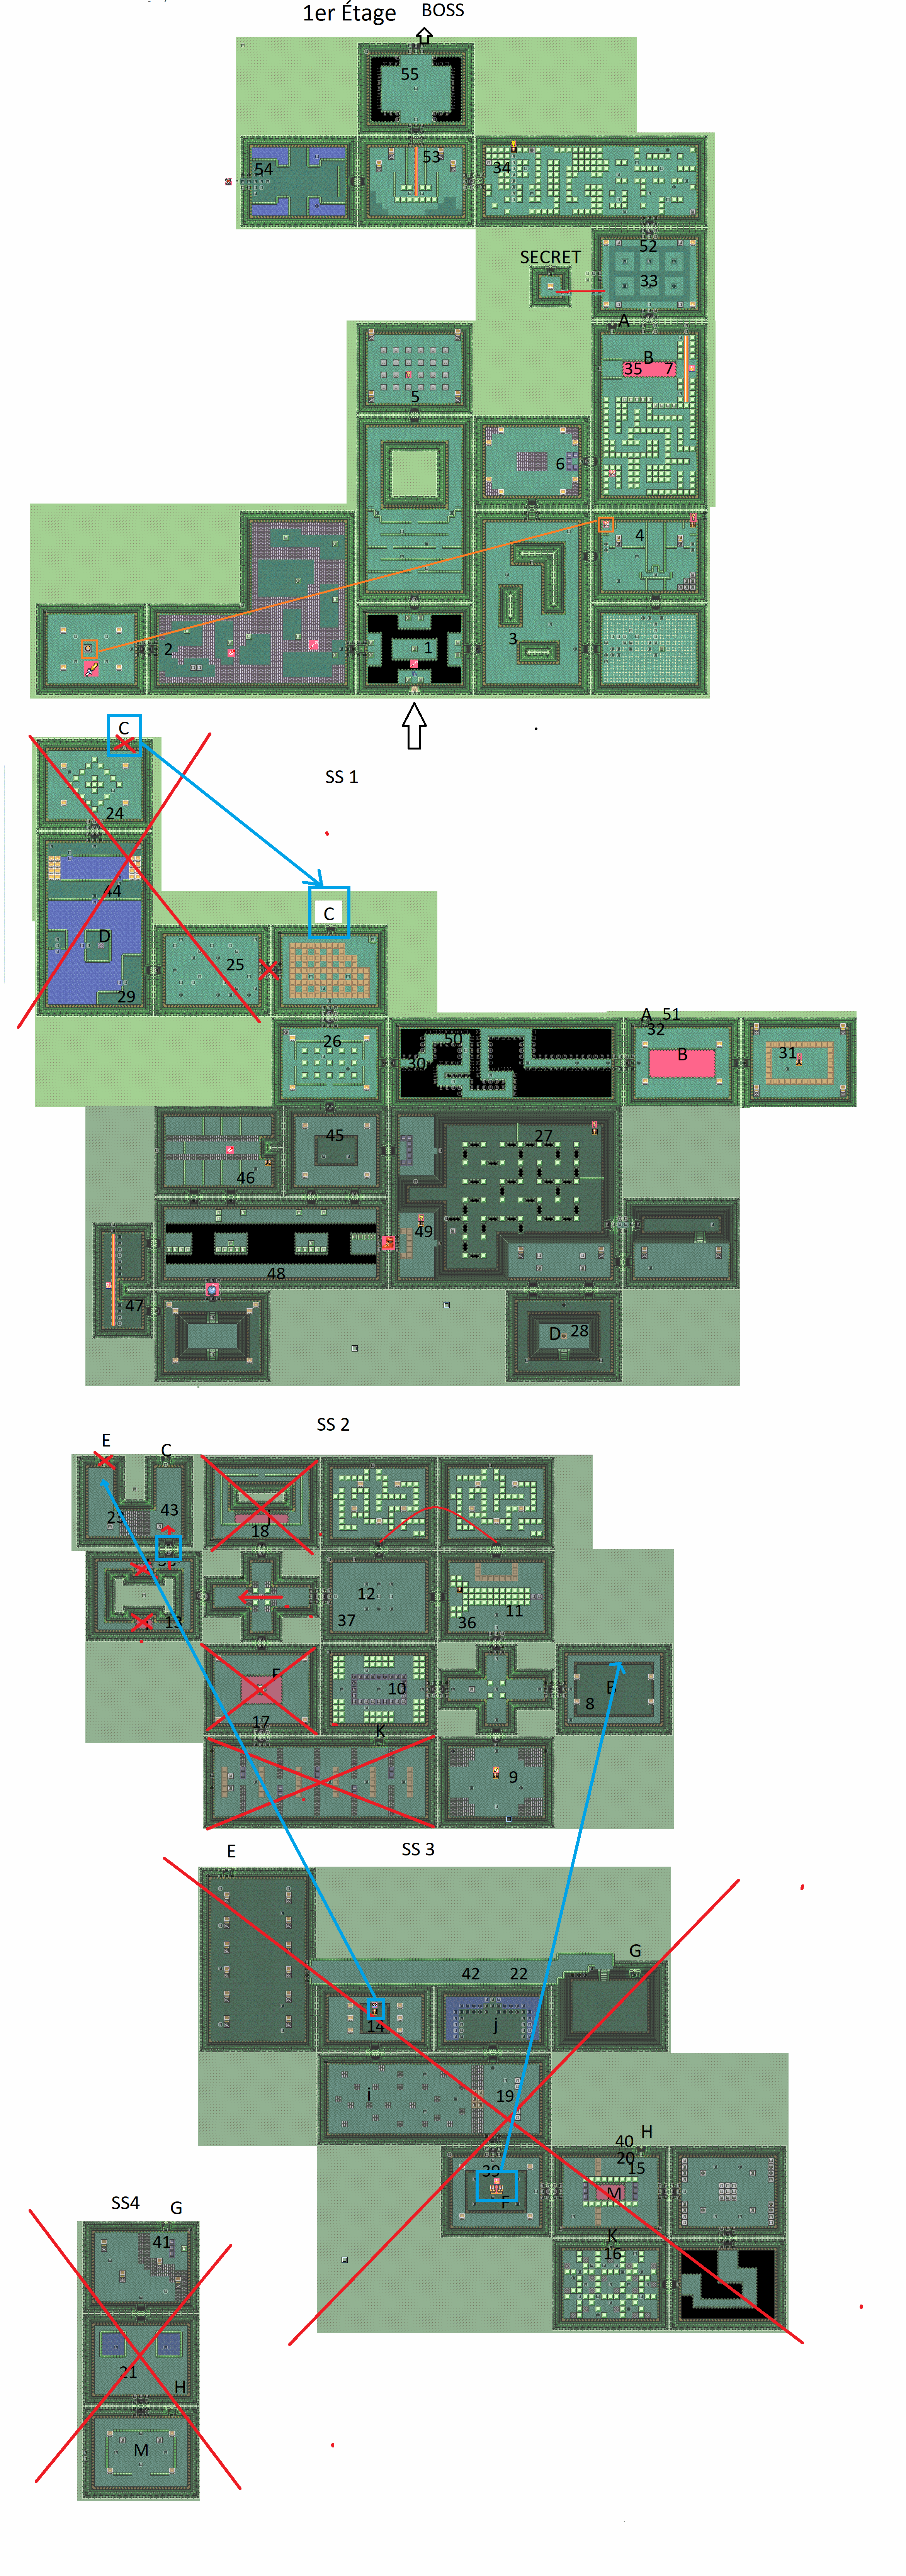 1er Étage BOSS
55
54 53 34
52
SECRET 33
A
B
35 7
5
6
4
2 1 3
C
SS 1
24
44
C
D 25
29
A 51
26 50 32
30 B 31
45 27
46
49
48
47
D 28
SS 2
E C
43
18
12
37 36 11
13
10
17 8
K
9
SS 3
E
G
42 22
14 j
i 19
H
40
20
15
39
M
F
K
16
SS4
G
41
21
H
M